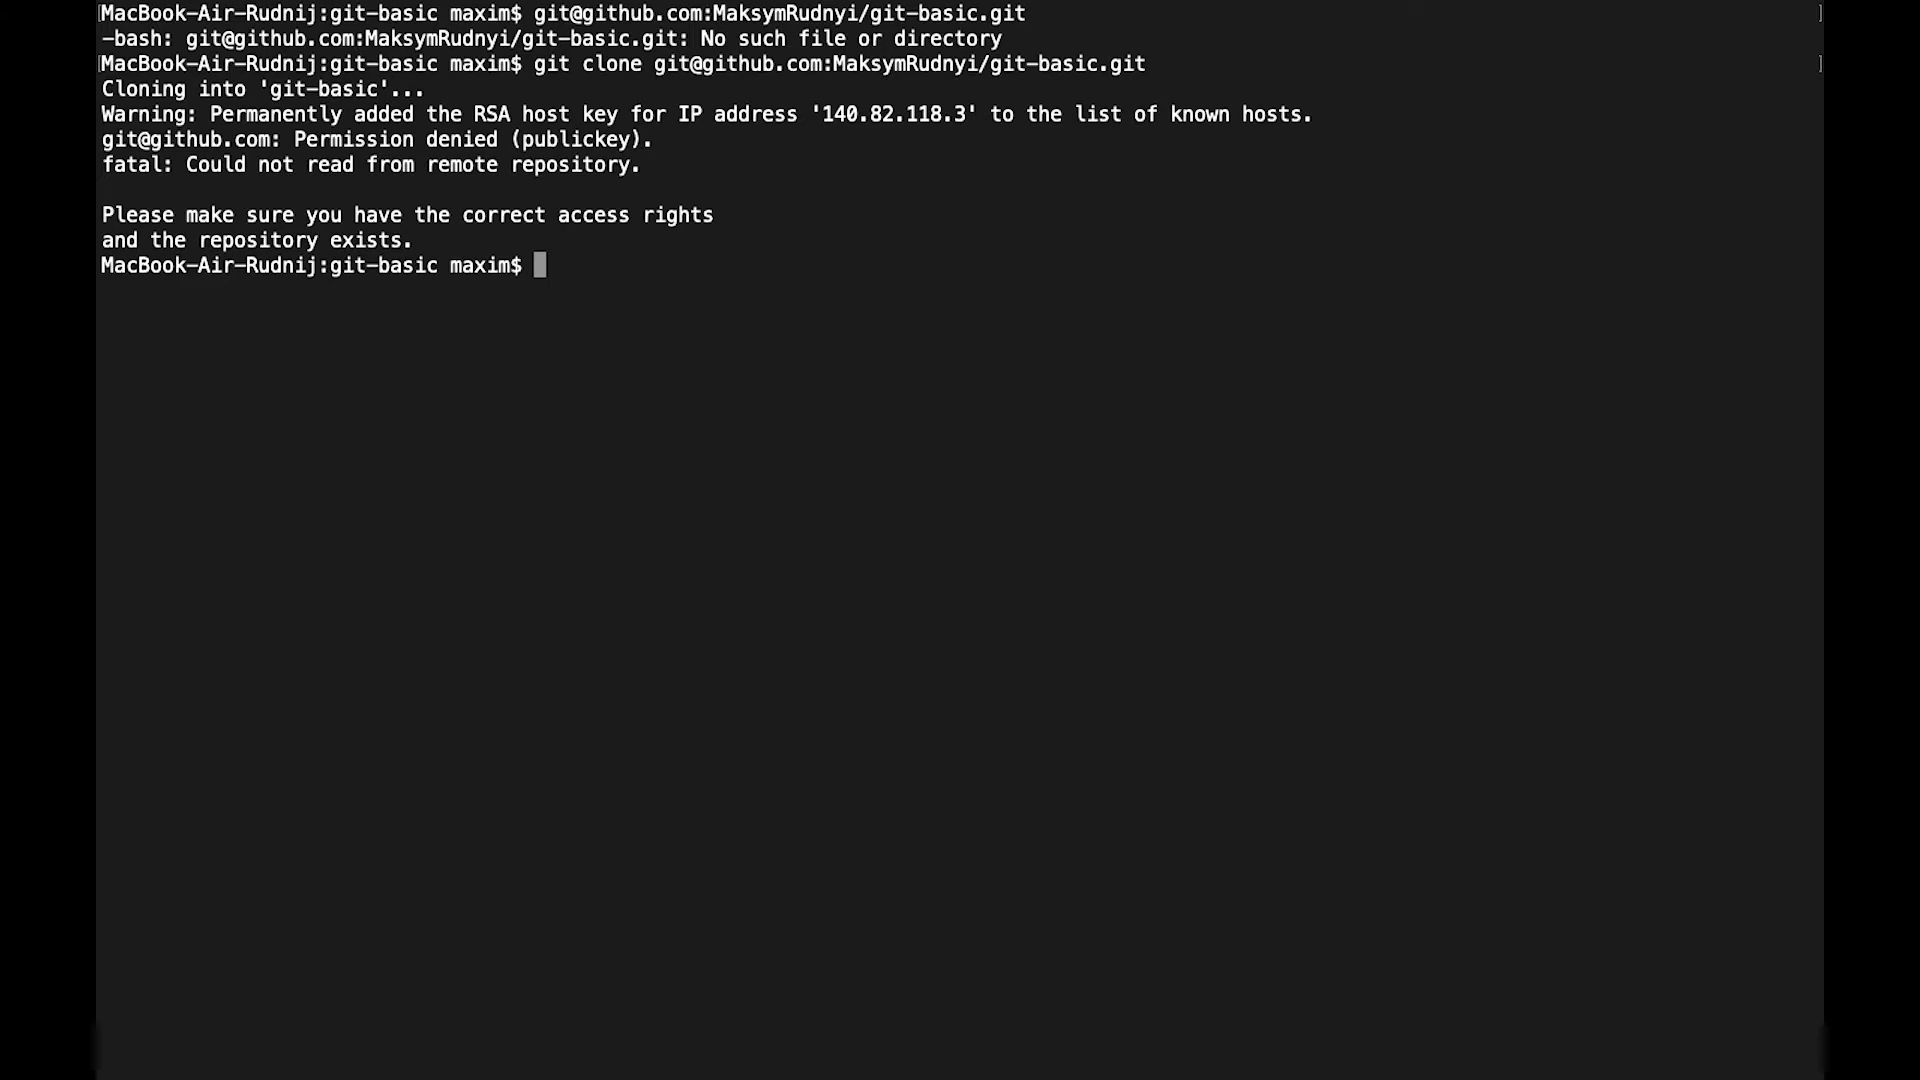 [MacBook-Air-Rudnij:git-basic maxim$ git@github.com:MaksymRudnyi/git-basic.git ]
-bash: git@github.com:MaksymRudnyi/git-basic.git: No such file or directory
[MacBook-Air-Rudnij:git-basic maxim$ git clone git@github.com:MaksymRudnyi/git-basic.git ]
Cloning into 'git-basic'...
Warning: Permanently added the RSA host key for IP address '140.82.118.3' to the list of known hosts.
git@github.com: Permission denied (publickey).
fatal: Could not read from remote repository.

Please make sure you have the correct access rights
and the repository exists.
MacBook-Air-Rudnij:git-basic maxim$